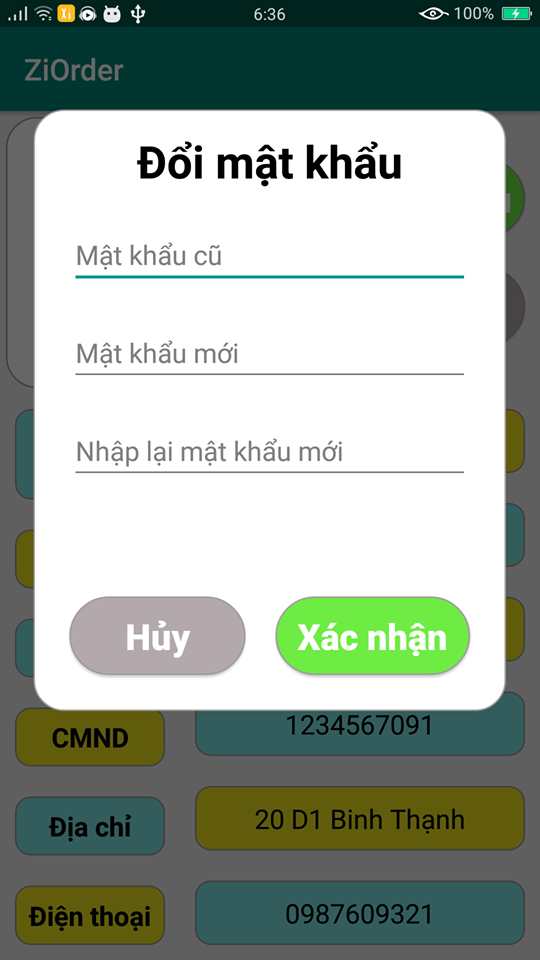 6:36
100%
ZiOrder
Đổi mật khẩu
Mật khẩu cũ
Mật khẩu mới
Nhập lại mật khẩu mới
Hủy
Xác nhận
1234567091
CMND
20 D1 Binh Thạnh
Địa chỉ
0987609321
Điện thoại